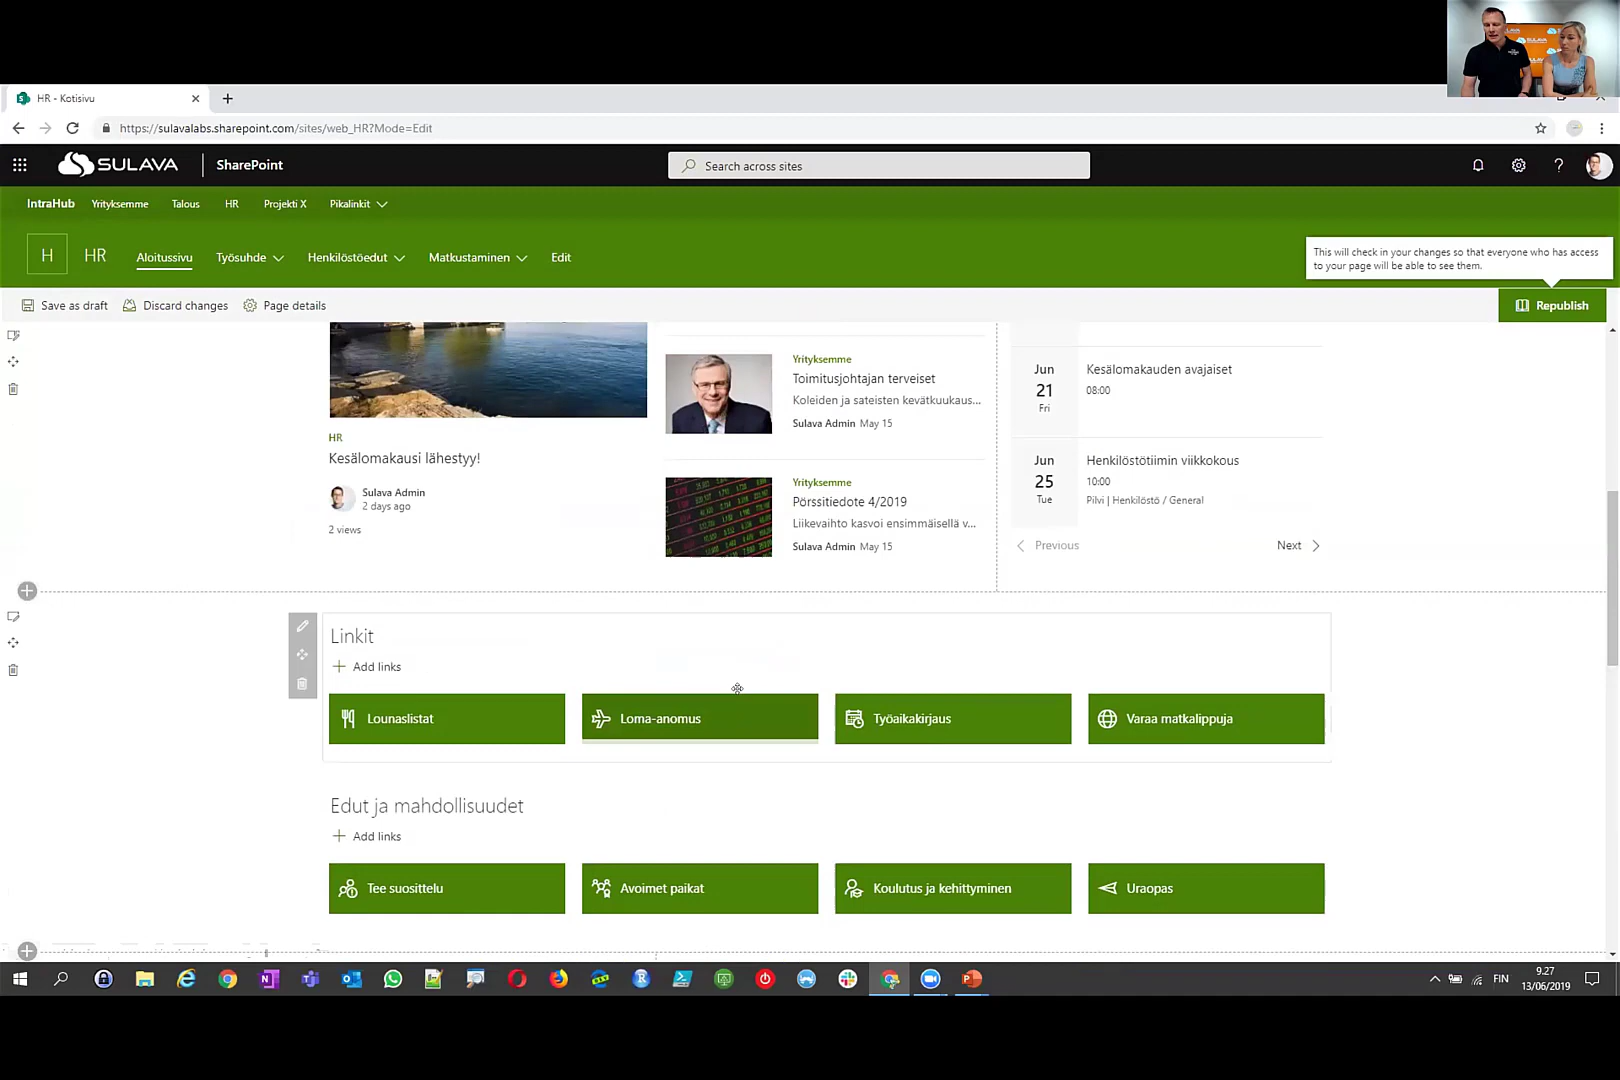 HR - Kotisivu
https://sulavalabs.sharepoint.com/sites/web_HR?Mode=Edit
SULAVA
SharePoint
Search across sites
IntraHub
Yrityksemme
Talous
HR
Projekti X
Pikalinkit
H
HR
Aloitussivu
Työsuhde
Henkilöstöedut
Matkustaminen
Edit
This will check in your changes so that everyone who has access
to your page will be able to see them.
Save as draft
Discard changes
Page details
Republish
HR
Kesälomakausi lähestyy!
Sulava Admin
2 days ago
2 views
Yrityksemme
Toimitusjohtajan terveiset
Koleiden ja sateisten kevätkuukaus...
Sulava Admin May 15
Yrityksemme
Pörssitiedote 4/2019
Liikevaihto kasvoi ensimmäisellä v...
Sulava Admin May 15
Jun
21
Fri
Kesälomakauden avajaiset
08:00
Jun
25
Tue
Henkilöstötiimin viikkokous
10:00
Pilvi | Henkilöstö / General
Previous
Next
Linkit
Add links
Lounaslistat
Loma-anomus
Työaikakirjaus
Varaa matkalippuja
Edut ja mahdollisuudet
Add links
Tee suosittelu
Avoimet paikat
Koulutus ja kehittyminen
Uraopas
FIN
9.27
13/06/2019